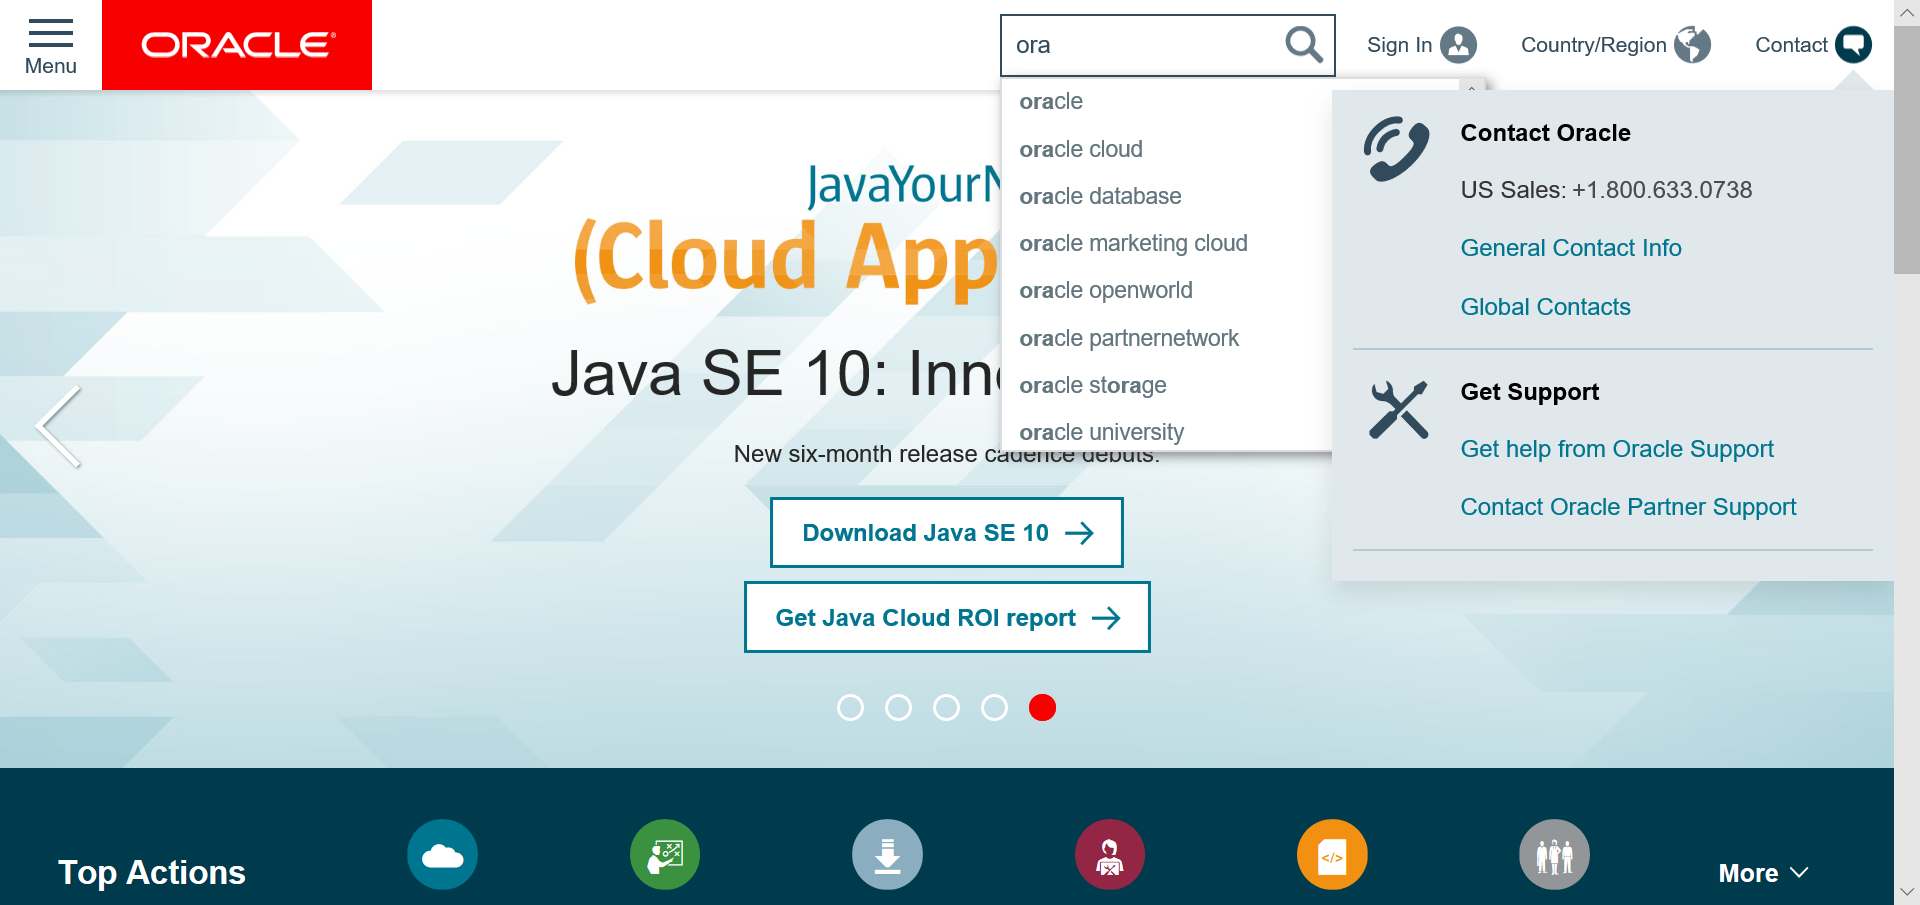 Menu
ORACLE
ora
Sign In
Country/Region
Contact
oracle
oracle cloud
oracle database
oracle marketing cloud
oracle openworld
oracle partnernetwork
oracle storage
oracle university
Contact Oracle
US Sales: +1.800.633.0738
General Contact Info
Global Contacts
Get Support
Get help from Oracle Support
Contact Oracle Partner Support
JavaYour
(Cloud App
Java SE 10:
New six-month release cadence debuts.
Download Java SE 10
Get Java Cloud ROI report
Top Actions
</>
More